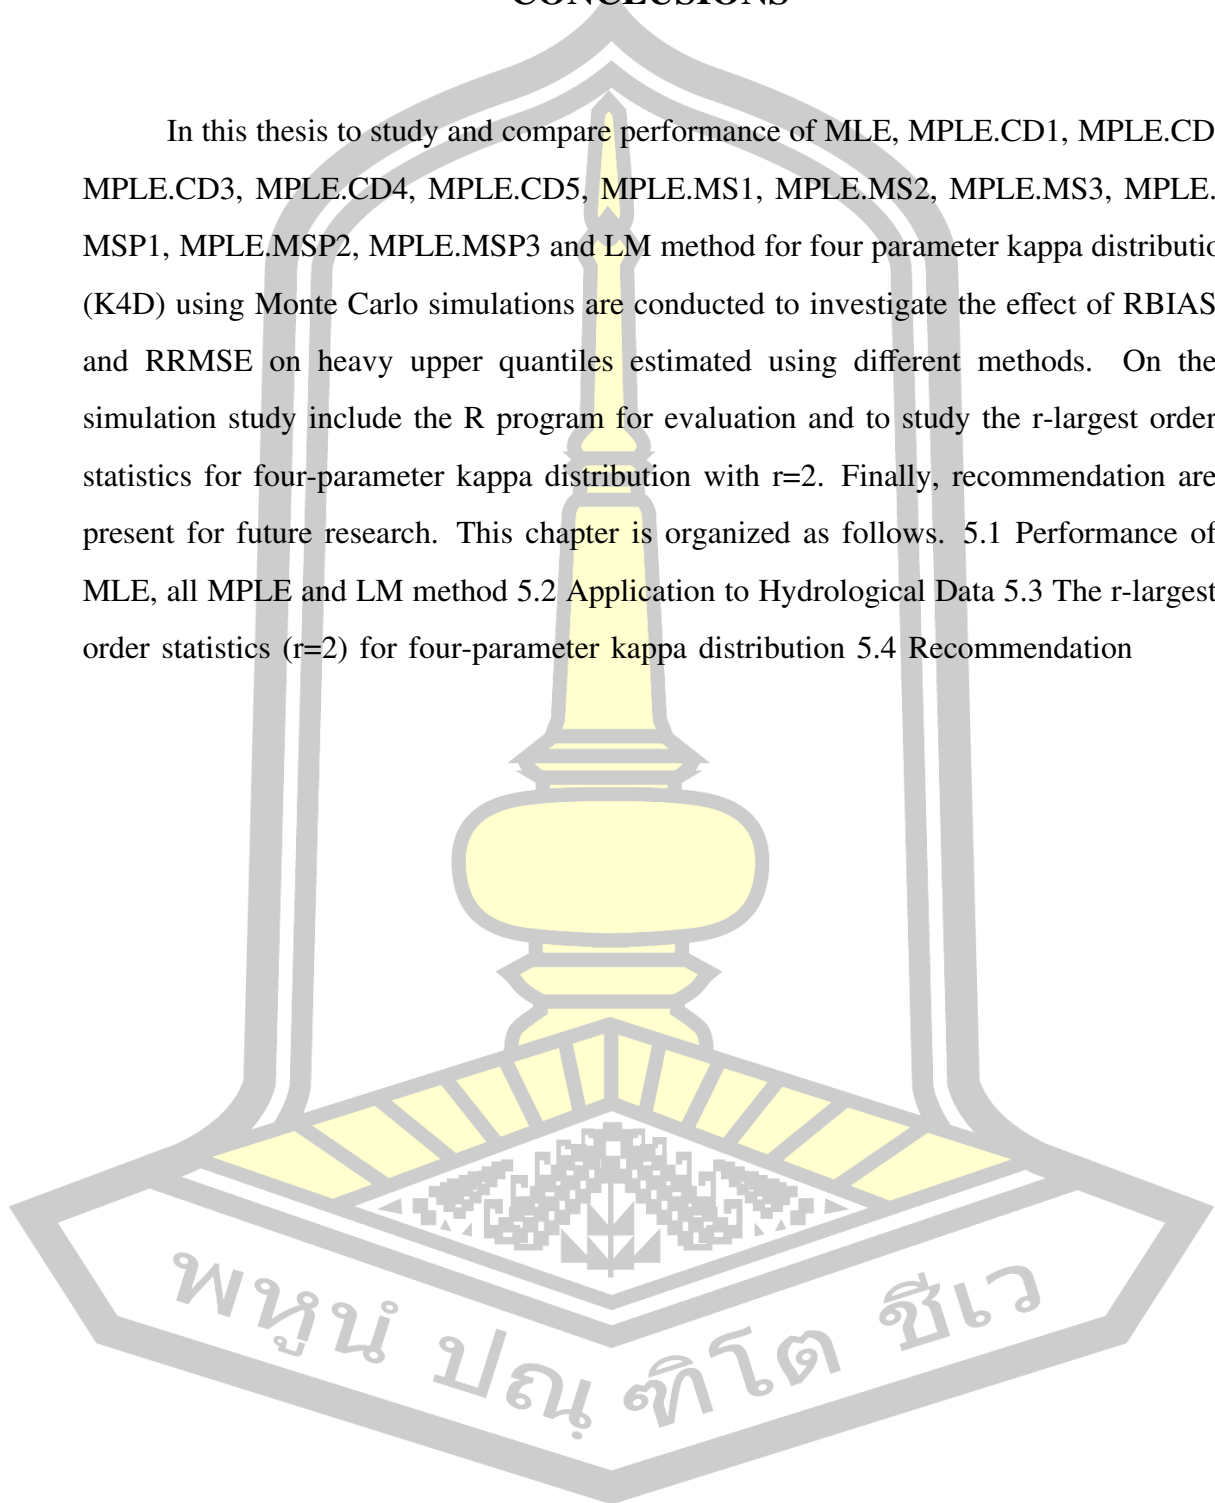 CONCLUSIONS
In this thesis to study and compare performance of MLE, MPLE.CD1, MPLE.CD
MPLE.CD3, MPLE.CD4, MPLE.CD5, MPLE.MS1, MPLE.MS2, MPLE.MS3, MPLE.
MSP1, MPLE.MSP2, MPLE.MSP3 and LM method for four parameter kappa distributio
(K4D) using Monte Carlo simulations are conducted to investigate the effect of RBIAS
and RRMSE on heavy upper quantiles estimated using different methods. On the
simulation study include the R program for evaluation and to study the r-largest order
statistics for four-parameter kappa distribution with r=2. Finally, recommendation are
present for future research. This chapter is organized as follows. 5.1 Performance of
MLE, all MPLE and LM method 5.2 Application to Hydrological Data 5.3 The r-largest
order statistics (r=2) for four-parameter kappa distribution 5.4 Recommendation
พหูนํ ปณฺฑิโต ชีเว